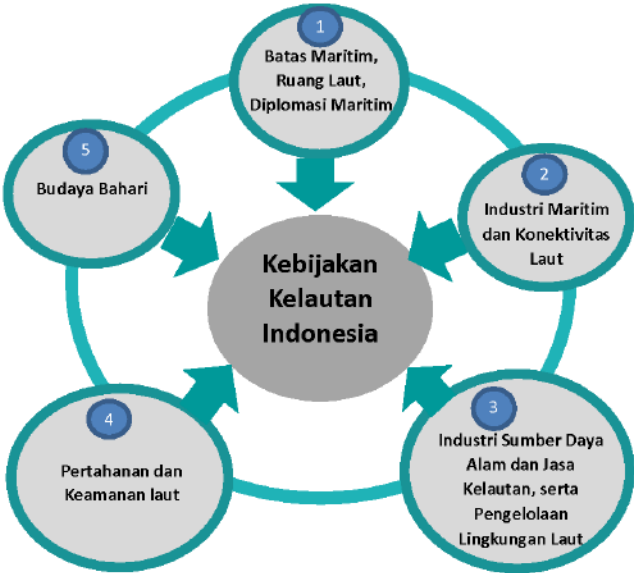 1
Batas Maritim,
Ruang Laut,
Diplomasi Maritim
2
Industri Maritim
dan Konektivitas
Laut
3
Industri Sumber Daya
Alam dan Jasa
Kelautan, serta
Pengelolaan
Lingkungan Laut
4
Pertahanan dan
Keamanan laut
5
Budaya Bahari
Kebijakan
Kelautan
Indonesia